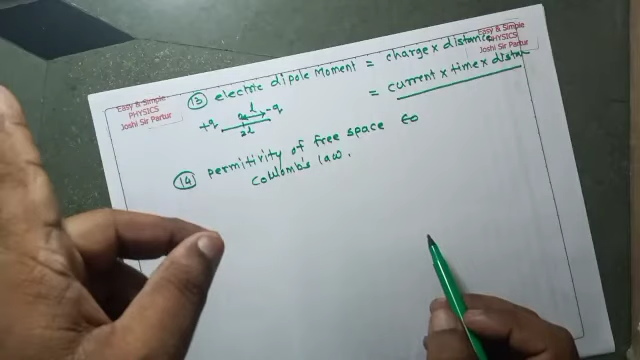 Easy & Simple
PHYSICS
Joshi Sir Partur
Easy & Simple
PHYSICS
Joshi Sir Partur
13 electric dipole Moment = charge x distance
= current x time x distan
+q l -q
2l
14 permitivity of free space ϵ0
Coulomb's law.